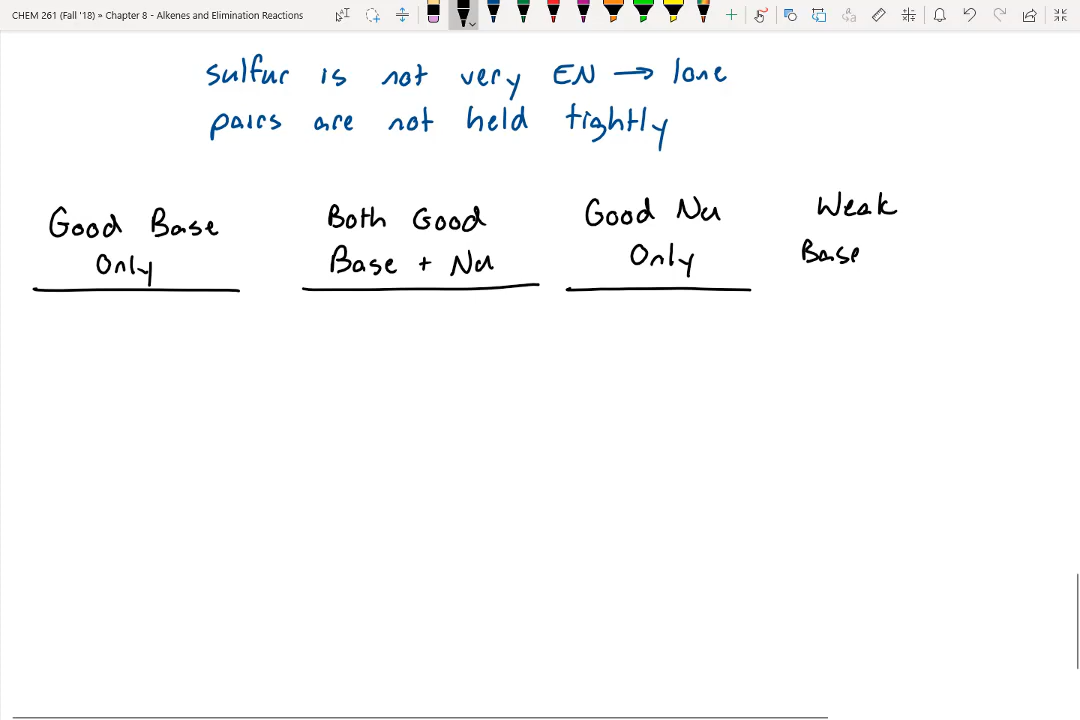 CHEM 261 (Fall '18) » Chapter 8 - Alkenes and Elimination Reactions
sulfur is not very EN → lone
pairs are not held tightly
Good Base
Only
Both Good
Base + Nu
Good Nu
Only
Weak
Base